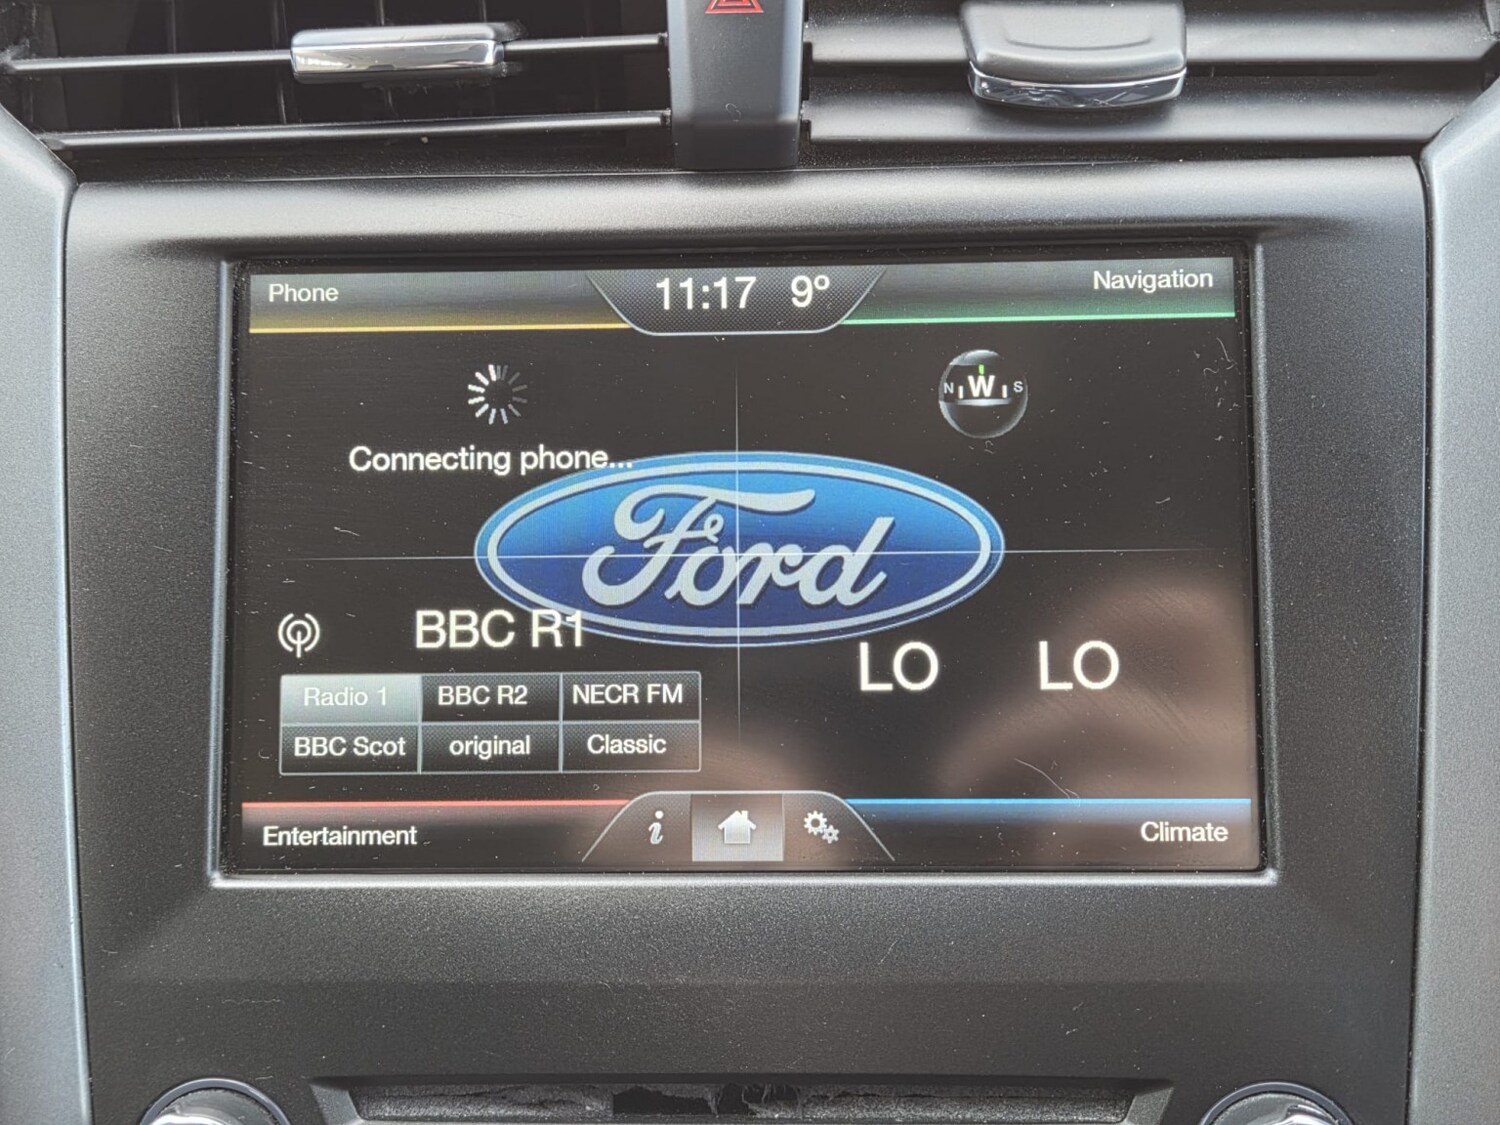 Phone
11:17 9°
Navigation
Connecting phone...
N W S
Ford
BBC R1
LO LO
Radio 1 BBC R2 NECR FM
BBC Scot original Classic
Entertainment
i
Climate